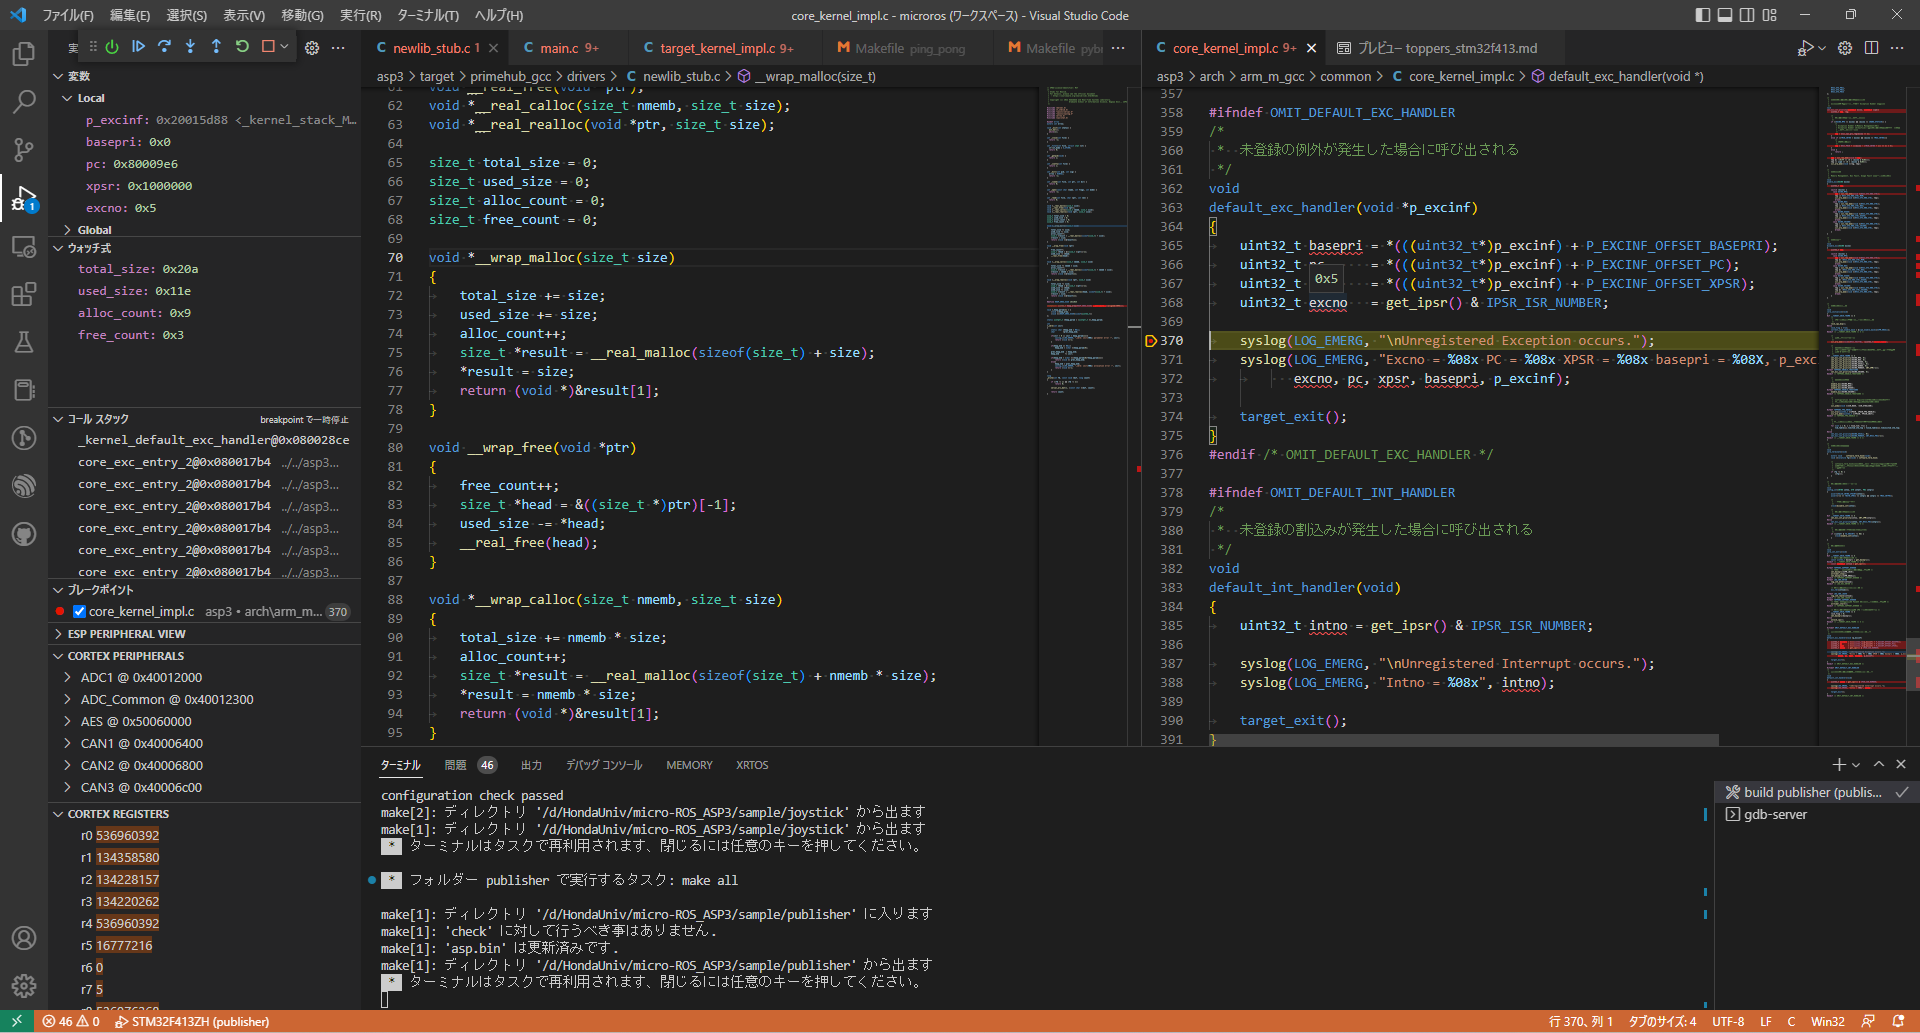 ファイル(F) 編集(E) 選択(S) 表示(V) 移動(G) 実行(R) ターミナル(T) ヘルプ(H)
core_kernel_impl.c - microros (ワークスペース) - Visual Studio Code
変数
Local
p_excinf: 0x20015d88 <_kernel_stack_M…
basepri: 0x0
pc: 0x80009e6
xpsr: 0x1000000
excno: 0x5
Global
ウォッチ式
total_size: 0x20a
used_size: 0x11e
alloc_count: 0x9
free_count: 0x3
コール スタック breakpoint で一時停止
_kernel_default_exc_handler@0x080028ce
core_exc_entry_2@0x080017b4 ../../asp3...
core_exc_entry_2@0x080017b4 ../../asp3...
core_exc_entry_2@0x080017b4 ../../asp3...
core_exc_entry_2@0x080017b4 ../../asp3...
core_exc_entry_2@0x080017b4 ../../asp3...
core_exc_entry_2@0x080017b4 ../../asp3...
ブレークポイント
core_kernel_impl.c asp3 • arch\arm_m... 370
ESP PERIPHERAL VIEW
CORTEX PERIPHERALS
ADC1 @ 0x40012000
ADC_Common @ 0x40012300
AES @ 0x50060000
CAN1 @ 0x40006400
CAN2 @ 0x40006800
CAN3 @ 0x40006c00
CORTEX REGISTERS
r0 536960392
r1 134358580
r2 134228157
r3 134220262
r4 536960392
r5 16777216
r6 0
r7 5
newlib_stub.c 1 main.c 9+ target_kernel_impl.c 9+ Makefile ping_pong Makefile pyb
asp3 > target > primehub_gcc > drivers > newlib_stub.c > __wrap_malloc(size_t)
void __real_free(void *ptr);
62 void *__real_calloc(size_t nmemb, size_t size);
63 void *__real_realloc(void *ptr, size_t size);
64
65 size_t total_size = 0;
66 size_t used_size = 0;
67 size_t alloc_count = 0;
68 size_t free_count = 0;
69
70 void *__wrap_malloc(size_t size)
71 {
72 total_size += size;
73 used_size += size;
74 alloc_count++;
75 size_t *result = __real_malloc(sizeof(size_t) + size);
76 *result = size;
77 return (void *)&result[1];
78 }
79
80 void __wrap_free(void *ptr)
81 {
82 free_count++;
83 size_t *head = &((size_t *)ptr)[-1];
84 used_size -= *head;
85 __real_free(head);
86 }
87
88 void *__wrap_calloc(size_t nmemb, size_t size)
89 {
90 total_size += nmemb * size;
91 alloc_count++;
92 size_t *result = __real_malloc(sizeof(size_t) + nmemb * size);
93 *result = nmemb * size;
94 return (void *)&result[1];
95 }
core_kernel_impl.c 9+ プレビュー toppers_stm32f413.md
asp3 > arch > arm_m_gcc > common > core_kernel_impl.c > default_exc_handler(void *)
357
358 #ifndef OMIT_DEFAULT_EXC_HANDLER
359 /*
360 * 未登録の例外が発生した場合に呼び出される
361 */
362 void
363 default_exc_handler(void *p_excinf)
364 {
365 uint32_t basepri = *(((uint32_t*)p_excinf) + P_EXCINF_OFFSET_BASEPRI);
366 uint32_t = *(((uint32_t*)p_excinf) + P_EXCINF_OFFSET_PC);
367 uint32_t 0x5 = *(((uint32_t*)p_excinf) + P_EXCINF_OFFSET_XPSR);
368 uint32_t excno = get_ipsr() & IPSR_ISR_NUMBER;
369
370 syslog(LOG_EMERG, "\nUnregistered Exception occurs.");
371 syslog(LOG_EMERG, "Excno = %08x PC = %08x XPSR = %08x basepri = %08X, p_exc
372 excno, pc, xpsr, basepri, p_excinf);
373
374 target_exit();
375 }
376 #endif /* OMIT_DEFAULT_EXC_HANDLER */
377
378 #ifndef OMIT_DEFAULT_INT_HANDLER
379 /*
380 * 未登録の割込みが発生した場合に呼び出される
381 */
382 void
383 default_int_handler(void)
384 {
385 uint32_t intno = get_ipsr() & IPSR_ISR_NUMBER;
386
387 syslog(LOG_EMERG, "\nUnregistered Interrupt occurs.");
388 syslog(LOG_EMERG, "Intno = %08x", intno);
389
390 target_exit();
391 }
ターミナル 問題 46 出力 デバッグ コンソール MEMORY XRTOS
configuration check passed
make[2]: ディレクトリ '/d/HondaUniv/micro-ROS_ASP3/sample/joystick' から出ます
make[1]: ディレクトリ '/d/HondaUniv/micro-ROS_ASP3/sample/joystick' から出ます
* ターミナルはタスクで再利用されます、閉じるには任意のキーを押してください。
* フォルダー publisher で実行するタスク: make all
make[1]: ディレクトリ '/d/HondaUniv/micro-ROS_ASP3/sample/publisher' に入ります
make[1]: 'check' に対して行うべき事はありません.
make[1]: 'asp.bin' は更新済みです.
make[1]: ディレクトリ '/d/HondaUniv/micro-ROS_ASP3/sample/publisher' から出ます
* ターミナルはタスクで再利用されます、閉じるには任意のキーを押してください。
build publisher (publis...
gdb-server
46 0 STM32F413ZH (publisher)
行 370、列 1 タブのサイズ: 4 UTF-8 LF C Win32